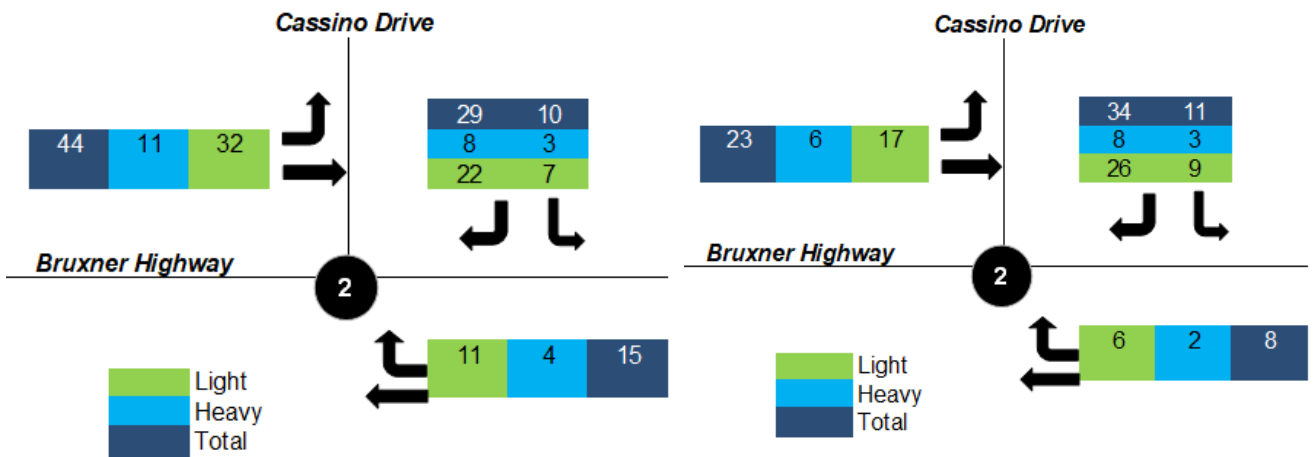 Cassino Drive
29 10
44 11 32
8 3
22 7
Bruxner Highway
2
11 4 15
Light
Heavy
Total
Cassino Drive
34 11
23 6 17
8 3
26 9
Bruxner Highway
2
6 2 8
Light
Heavy
Total